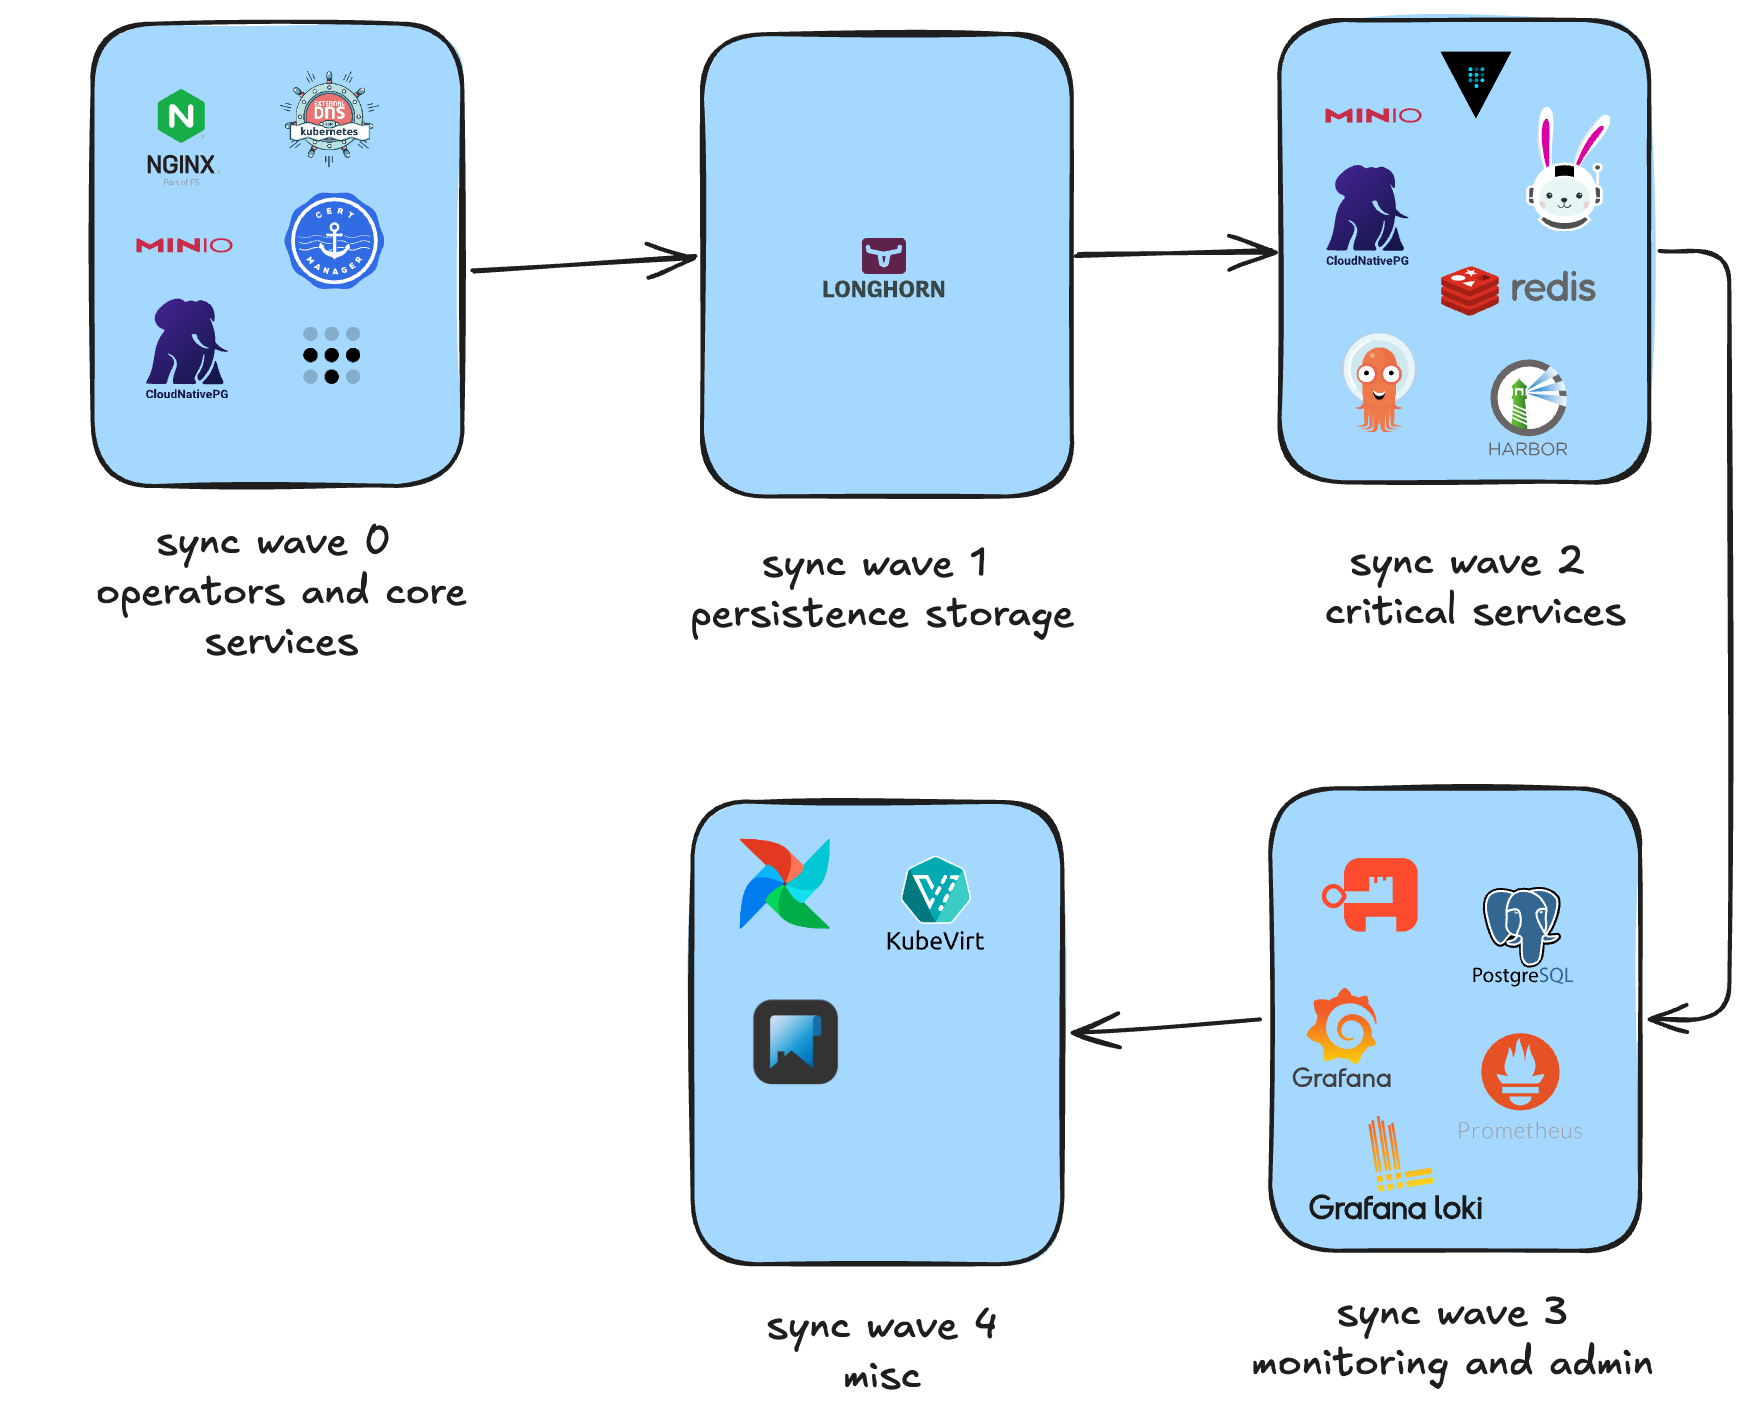 NGINX
Part of F5
EXTERNAL
DNS
FOR
kubernetes
MINIO
CERT
MANAGER
CloudNativePG
sync wave 0
operators and core
services
LONGHORN
sync wave 1
persistence storage
MINIO
CloudNativePG
redis
HARBOR
sync wave 2
critical services
PostgreSQL
Grafana
Prometheus
Grafana loki
sync wave 3
monitoring and admin
KubeVirt
sync wave 4
misc